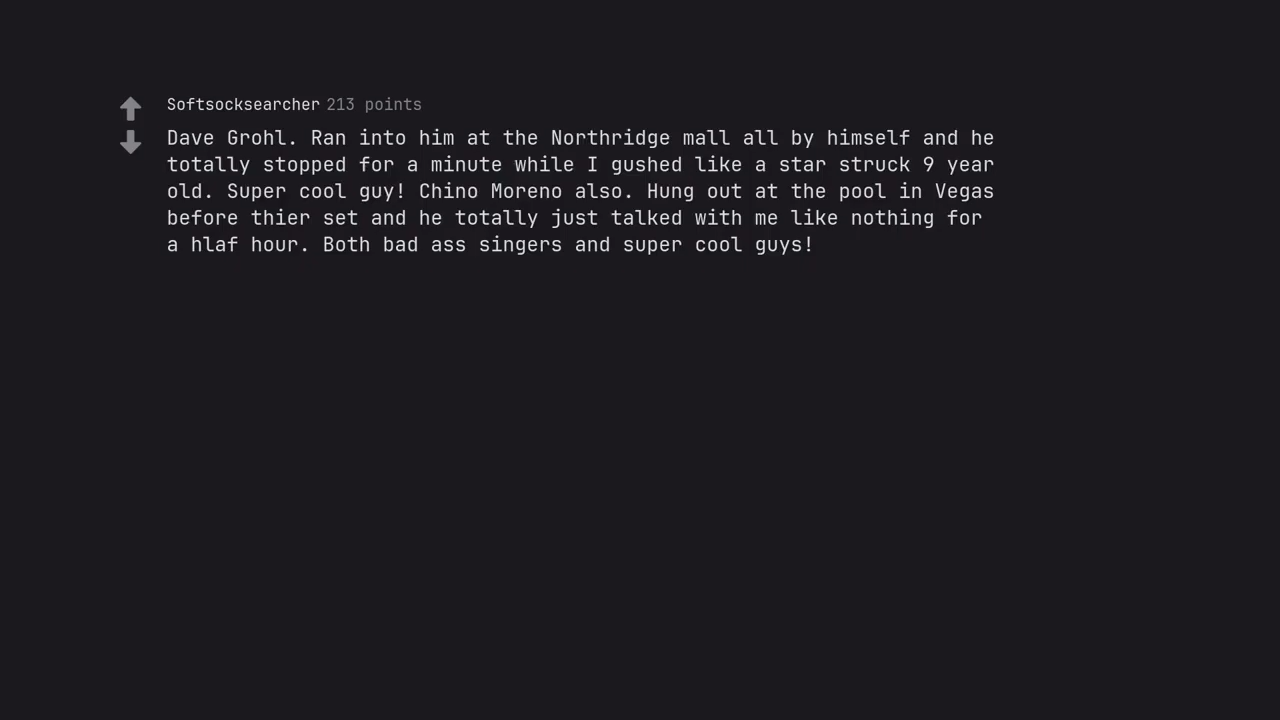 Softsocksearcher 213 points
Dave Grohl. Ran into him at the Northridge mall all by himself and he
totally stopped for a minute while I gushed like a star struck 9 year
old. Super cool guy! Chino Moreno also. Hung out at the pool in Vegas
before thier set and he totally just talked with me like nothing for
a hlaf hour. Both bad ass singers and super cool guys!